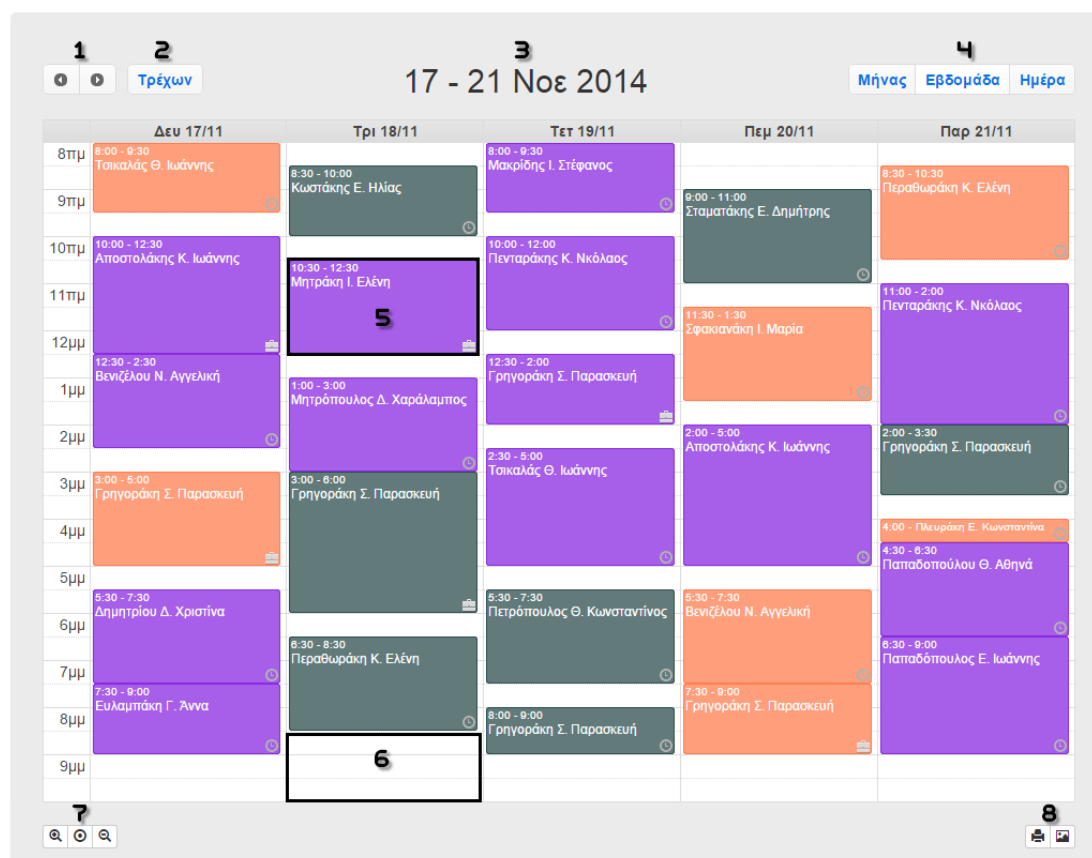 1
2
3
4
Τρέχων
17 - 21 Νοε 2014
Μήνας Εβδομάδα Ημέρα
Δευ 17/11
Τρι 18/11
Τετ 19/11
Πεμ 20/11
Παρ 21/11
8πμ
9πμ
10πμ
11πμ
12μμ
1μμ
2μμ
3μμ
4μμ
5μμ
6μμ
7μμ
8μμ
9μμ
8:00 - 9:30
Τσικαλάς Θ. Ιωάννης
10:00 - 12:30
Αποστολάκης Κ. Ιωάννης
12:30 - 2:30
Βενιζέλου Ν. Αγγελική
3:00 - 5:00
Γρηγοράκη Σ. Παρασκευή
5:30 - 7:30
Δημητρίου Δ. Χριστίνα
7:30 - 9:00
Ευλαμπάκη Γ. Άννα
8:30 - 10:00
Κωστάκης Ε. Ηλίας
10:30 - 12:30
Μητράκη Ι. Ελένη
5
1:00 - 3:00
Μητρόπουλος Δ. Χαράλαμπος
3:00 - 6:00
Γρηγοράκη Σ. Παρασκευή
6:30 - 8:30
Περαθωράκη Κ. Ελένη
6
8:00 - 9:30
Μακρίδης Ι. Στέφανος
10:00 - 12:00
Πενταράκης Κ. Νκόλαος
12:30 - 2:00
Γρηγοράκη Σ. Παρασκευή
2:30 - 5:00
Τσικαλάς Θ. Ιωάννης
5:30 - 7:30
Πετρόπουλος Θ. Κωνσταντίνος
8:00 - 9:00
Γρηγοράκη Σ. Παρασκευή
9:00 - 11:00
Σταματάκης Ε. Δημήτρης
11:30 - 1:30
Σφακιανάκη Ι. Μαρία
2:00 - 5:00
Αποστολάκης Κ. Ιωάννης
5:30 - 7:30
Βενιζέλου Ν. Αγγελική
7:30 - 9:00
Γρηγοράκη Σ. Παρασκευή
8:30 - 10:30
Περαθωράκη Κ. Ελένη
11:00 - 2:00
Πενταράκης Κ. Νκόλαος
2:00 - 3:30
Γρηγοράκη Σ. Παρασκευή
4:00 - Πλευράκη Ε. Κωνσταντίνα
4:30 - 6:30
Παπαδοπούλου Θ. Αθηνά
6:30 - 9:00
Παπαδόπουλος Ε. Ιωάννης
7
8